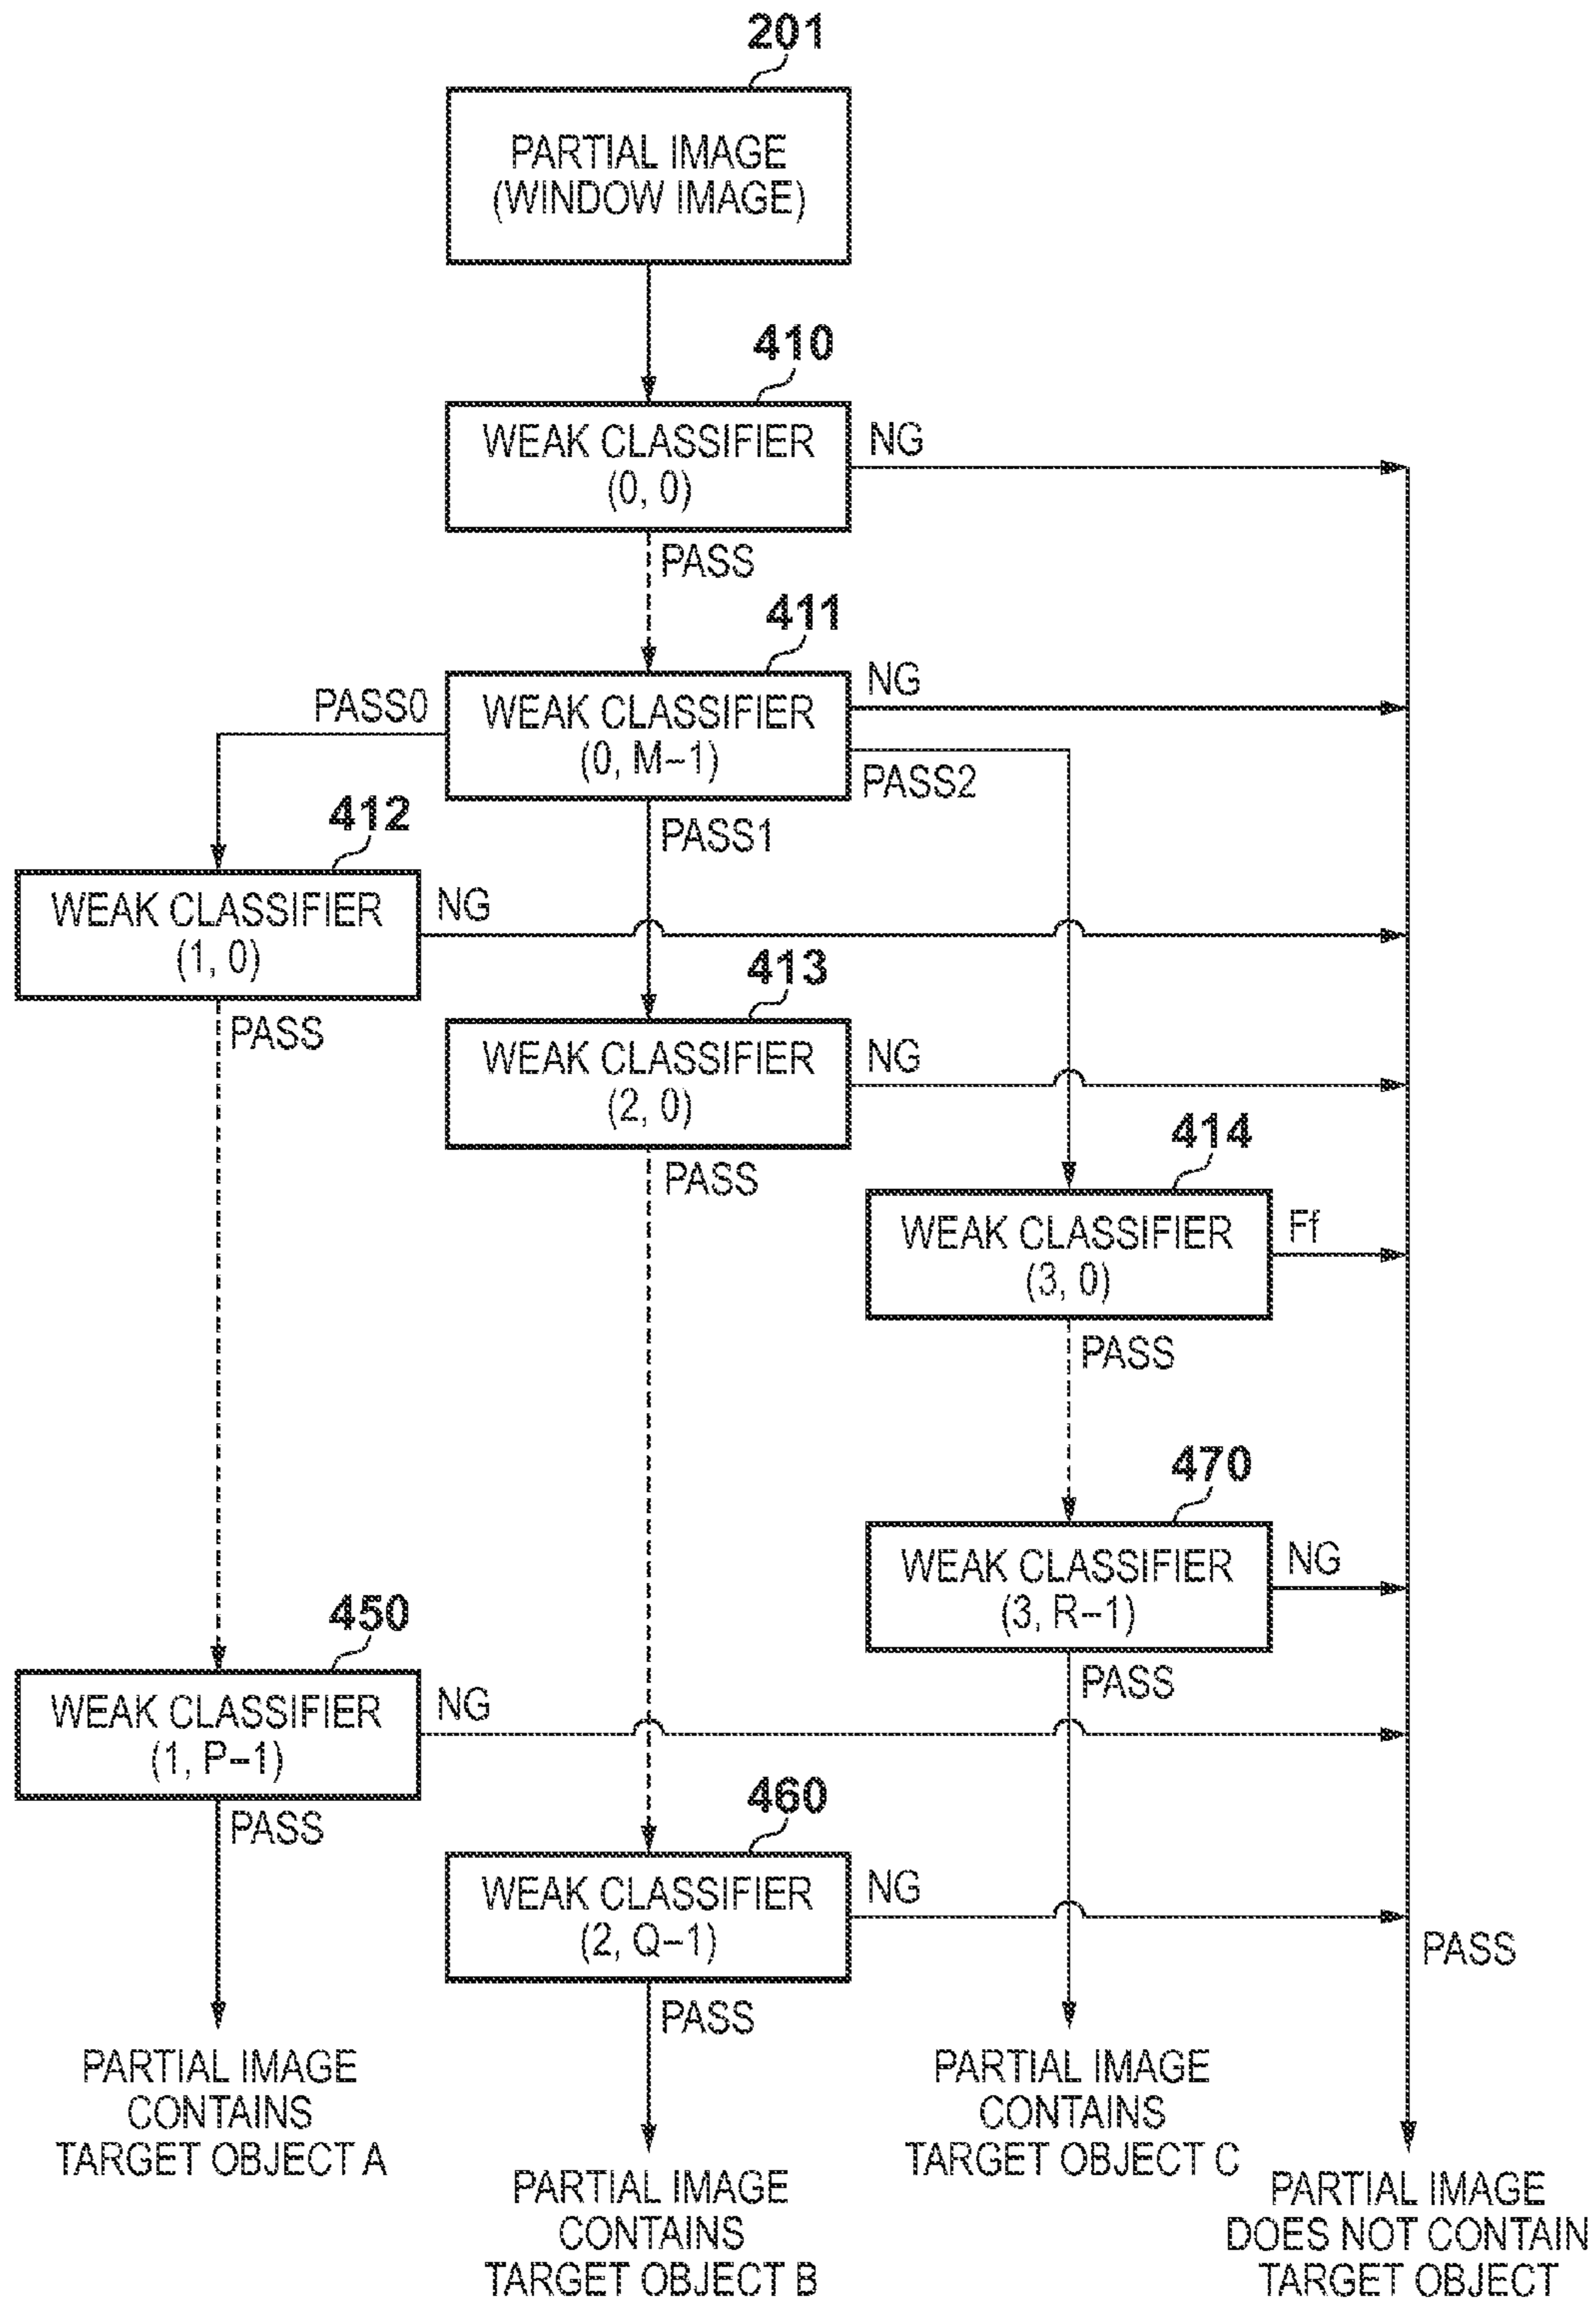 201
PARTIAL IMAGE
(WINDOW IMAGE)
410
WEAK CLASSIFIER
(0, 0)
NG
PASS
411
WEAK CLASSIFIER
(0, M-1)
NG
PASS0
PASS2
PASS1
412
WEAK CLASSIFIER
(1, 0)
NG
PASS
413
WEAK CLASSIFIER
(2, 0)
NG
PASS
414
WEAK CLASSIFIER
(3, 0)
Ff
PASS
470
WEAK CLASSIFIER
(3, R-1)
NG
PASS
450
WEAK CLASSIFIER
(1, P-1)
NG
PASS
460
WEAK CLASSIFIER
(2, Q-1)
NG
PASS
PASS
PARTIAL IMAGE
CONTAINS
TARGET OBJECT A
PARTIAL IMAGE
CONTAINS
TARGET OBJECT B
PARTIAL IMAGE
CONTAINS
TARGET OBJECT C
PARTIAL IMAGE
DOES NOT CONTAIN
TARGET OBJECT